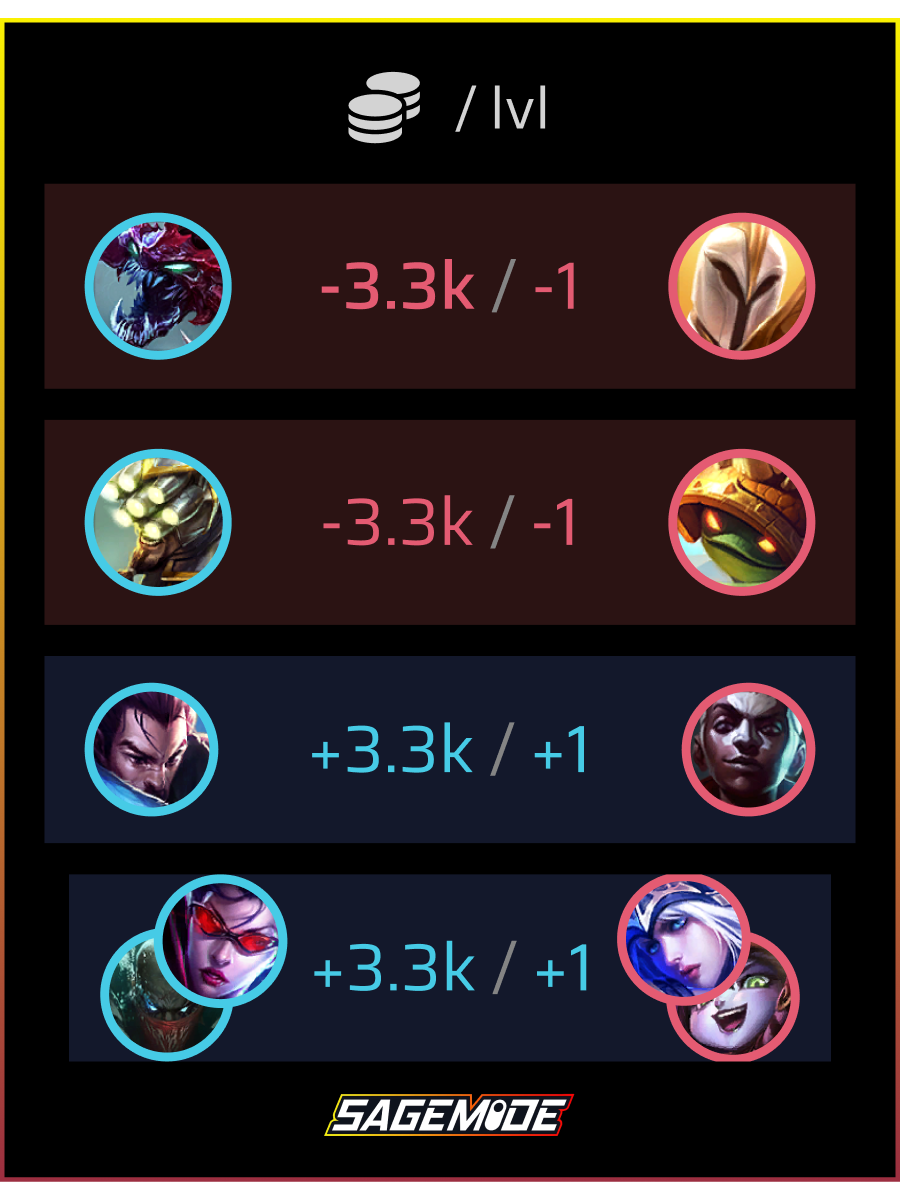 / lvl
-3.3k / -1
-3.3k / -1
+3.3k / +1
+3.3k / +1
SAGEMODE